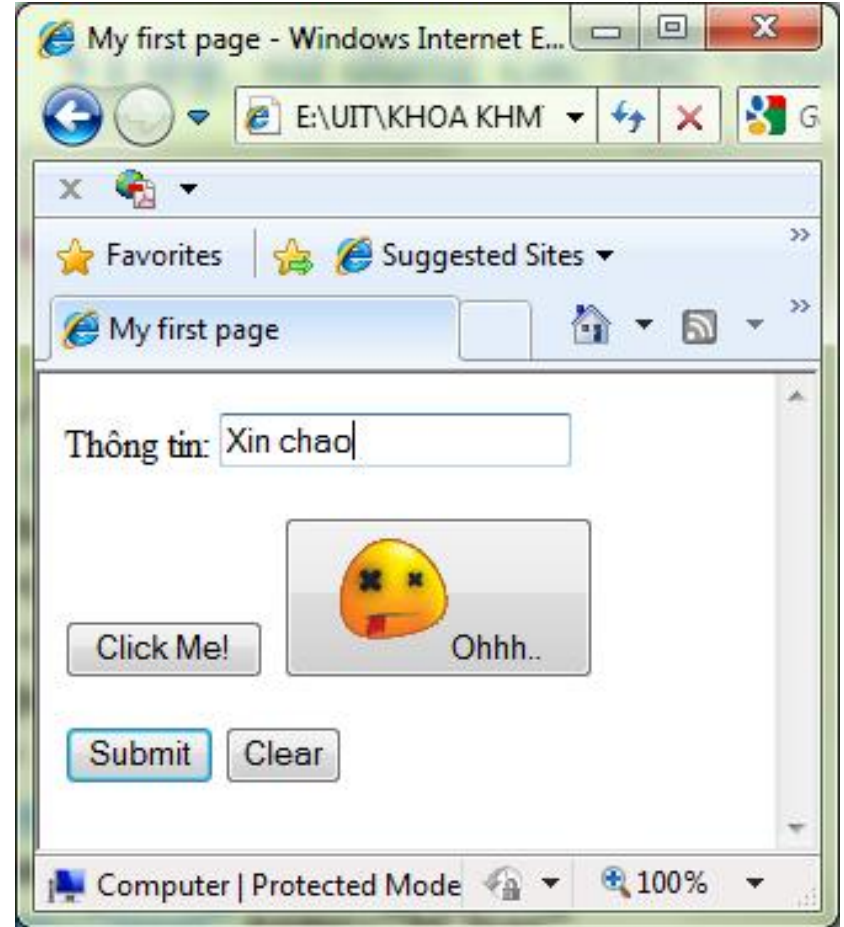 My first page - Windows Internet E...
E:\UIT\KHOA KHM
G
x
Favorites Suggested Sites
My first page
Thông tin: Xin chao
Click Me! Ohhh..
Submit Clear
Computer | Protected Mode 100%